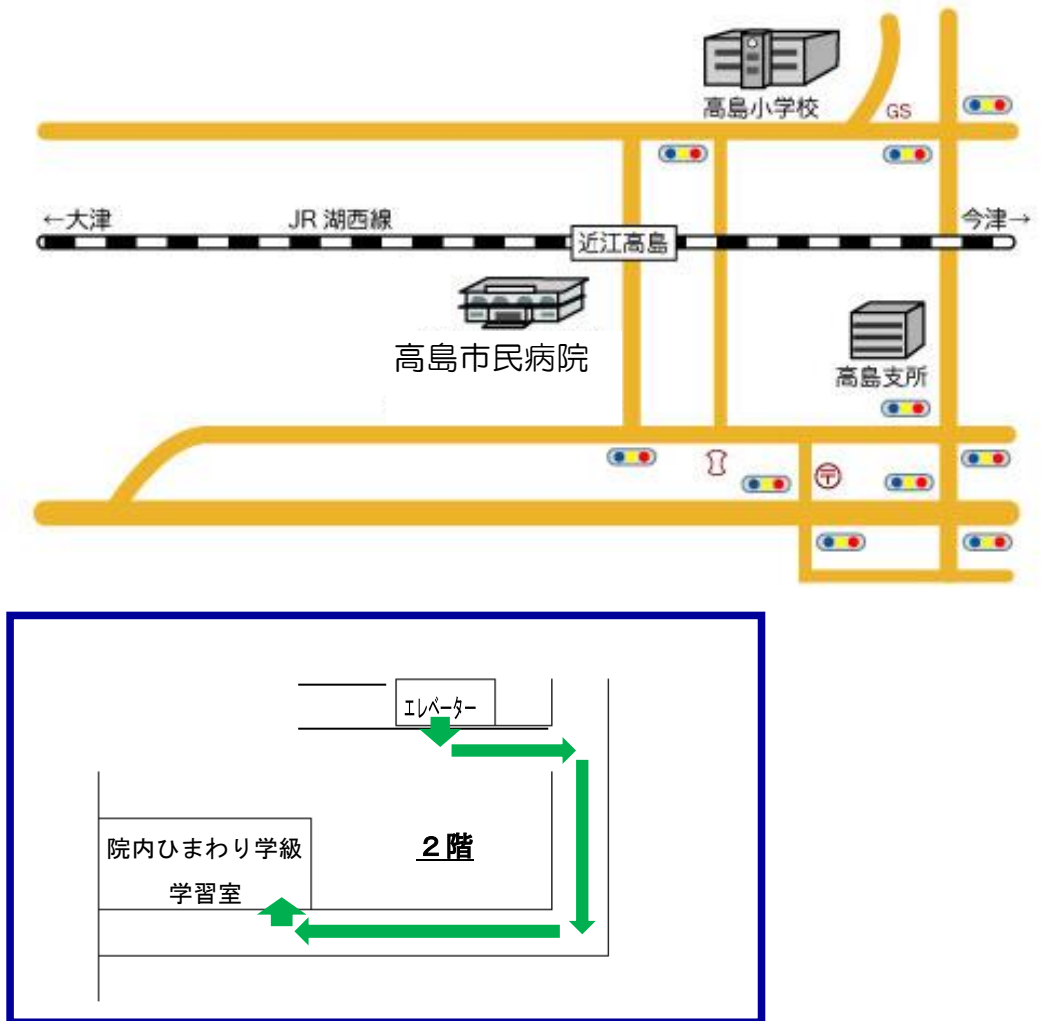 高島小学校
GS
←大津
JR 湖西線
今津→
近江高島
高島市民病院
高島支所
〒
エレベーター
院内ひまわり学級
学習室
２階